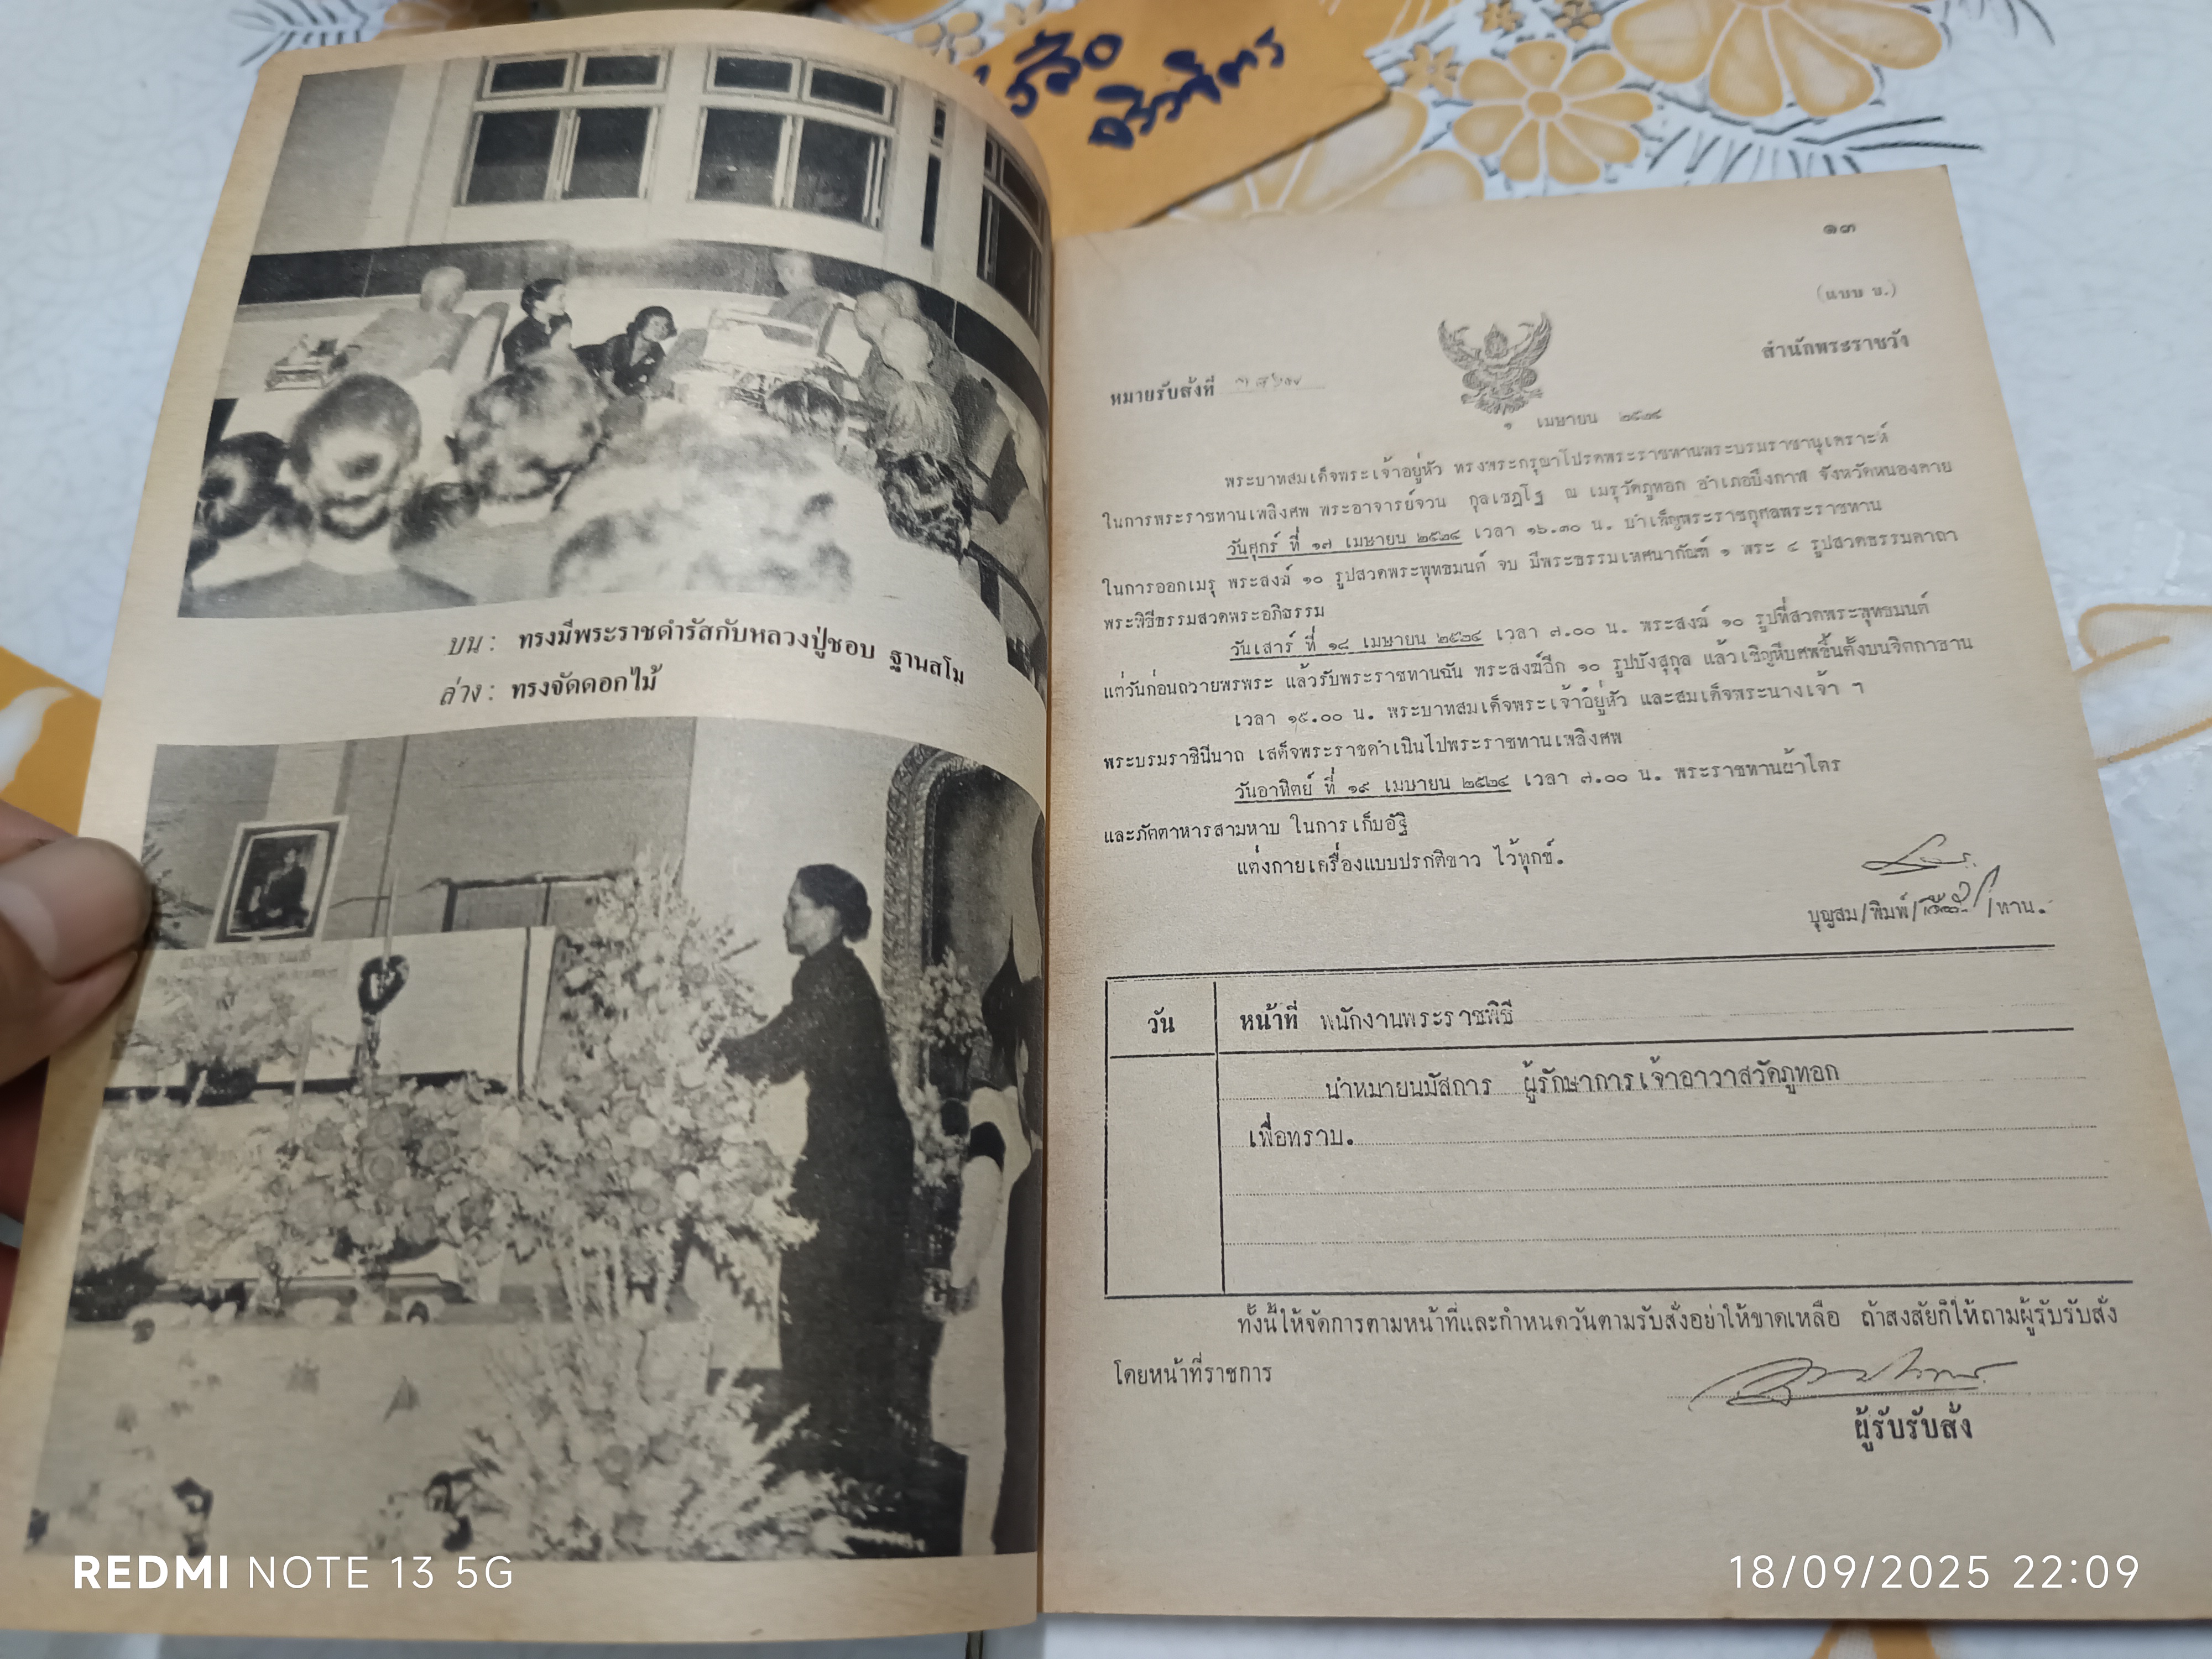 เรือ
บน : ทรงมีพระราชดำรัสกับหลวงปู่ชอบ ฐานสโม
ล่าง : ทรงจัดดอกไม้
๑๓
(แบบ ข.)
สำนักพระราชวัง
หมายรับสั่งที่
๑ เมษายน ๒๕๒๔
พระบาทสมเด็จพระเจ้าอยู่หัว ทรงพระกรุณาโปรดพระราชทานพระบรมราชานุเคราะห์
ในการพระราชทานเพลิงศพ พระอาจารย์จวน กุลเชฏโฐ ณ เมรุวัดภูทอก อำเภอบึงกาฬ จังหวัดหนองคาย
วันศุกร์ ที่ ๑๗ เมษายน ๒๕๒๔ เวลา ๑๖.๓๐ น. บำเพ็ญพระราชกุศลพระราชทาน
ในการออกเมรุ พระสงฆ์ ๑๐ รูปสวดพระพุทธมนต์ จบ มีพระธรรมเทศนากัณฑ์ ๑ พระ ๔ รูปสวดธรรมคาถา
พระพิธีธรรมสวดพระอภิธรรม
วันเสาร์ ที่ ๑๘ เมษายน ๒๕๒๔ เวลา ๗.๐๐ น. พระสงฆ์ ๑๐ รูปที่สวดพระพุทธมนต์
แต่วันก่อนถวายพรพระ แล้วรับพระราชทานฉัน พระสงฆ์อีก ๑๐ รูปบังสุกุล แล้วเชิญหีบศพขึ้นตั้งบนจิตกาธาน
เวลา ๑๕.๐๐ น. พระบาทสมเด็จพระเจ้าอยู่หัว และสมเด็จพระนางเจ้า ฯ
พระบรมราชินีนาถ เสด็จพระราชดำเนินไปพระราชทานเพลิงศพ
วันอาทิตย์ ที่ ๑๙ เมษายน ๒๕๒๔ เวลา ๗.๐๐ น. พระราชทานผ้าไตร
และภัตตาหารสามหาบ ในการเก็บอัฐิ
แต่งกายเครื่องแบบปรกติขาว ไว้ทุกข์.
บุญสม/พิมพ์/ /ทาน.
วัน หน้าที่ พนักงานพระราชพิธี
นำหมายนมัสการ ผู้รักษาการเจ้าอาวาสวัดภูทอก
เพื่อทราบ.
ทั้งนี้ให้จัดการตามหน้าที่และกำหนดวันตามรับสั่งอย่าให้ขาดเหลือ ถ้าสงสัยก็ให้ถามผู้รับรับสั่ง
โดยหน้าที่ราชการ
ผู้รับรับสั่ง
REDMI NOTE 13 5G
18/09/2025 22:09